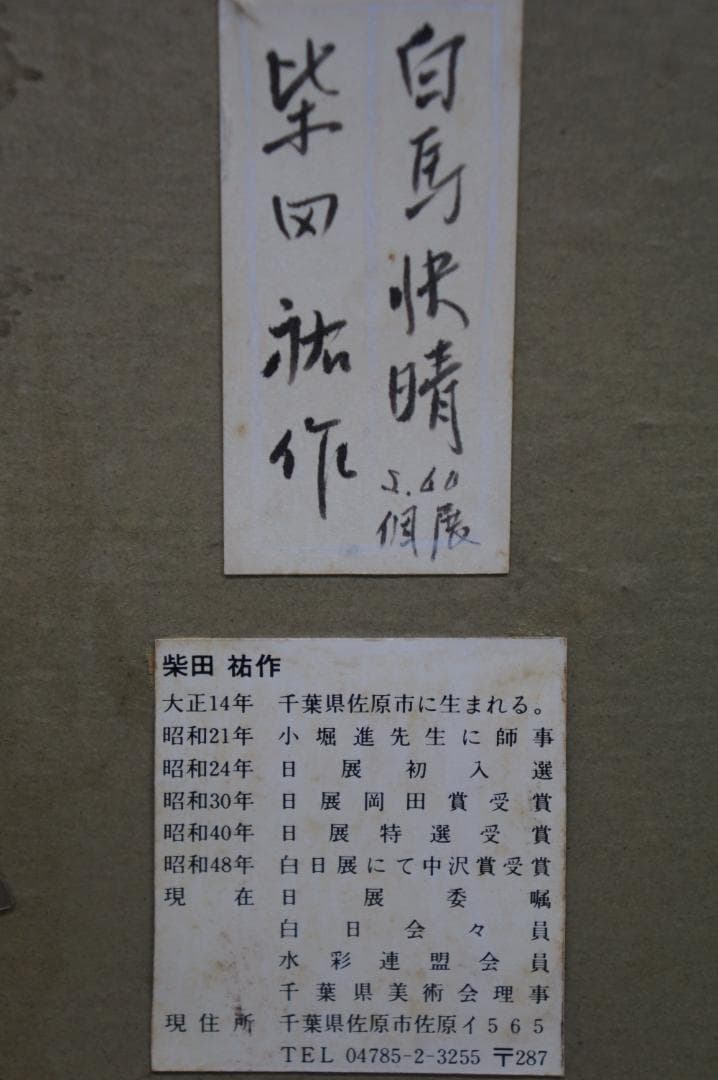 白馬快晴
S.60
個展
柴田祐作
柴田 祐作
大正14年 千葉県佐原市に生まれる。
昭和21年 小堀進先生に師事
昭和24年 日展初入選
昭和30年 日展岡田賞受賞
昭和40年 日展特選受賞
昭和48年 白日展にて中沢賞受賞
現在 日展委嘱
白日会々員
水彩連盟会員
千葉県美術会理事
現住所 千葉県佐原市佐原イ565
TEL 04785-2-3255 〒287